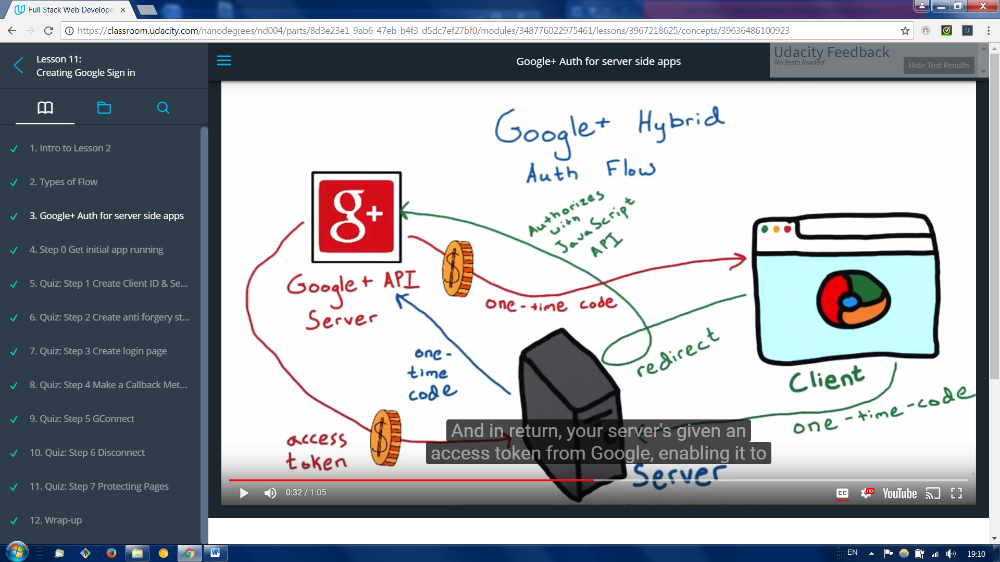 Full Stack Web Develope
https://classroom.udacity.com/nanodegrees/nd004/parts/8d3e23e1-9ab6-47eb-b4f3-d5dc7ef27bf0/modules/348776022975461/lessons/3967218625/concepts/39636486100923
Lesson 11:
Creating Google Sign in
Google+ Auth for server side apps
Udacity Feedback
No tests loaded
Hide Test Results
1. Intro to Lesson 2
2. Types of Flow
3. Google+ Auth for server side apps
4. Step 0 Get initial app running
5. Quiz: Step 1 Create Client ID & Se...
6. Quiz: Step 2 Create anti forgery st...
7. Quiz: Step 3 Create login page
8. Quiz: Step 4 Make a Callback Met...
9. Quiz: Step 5 GConnect
10. Quiz: Step 6 Disconnect
11. Quiz: Step 7 Protecting Pages
12. Wrap-up
Google+ Hybrid
Auth Flow
g+
Authorizes
with
JavaScript
API
$
Google+ API
Server
one-time code
redirect
one-
time
code
Client
one-time-code
access
token
$
And in return, your server's given an
access token from Google, enabling it to
Server
0:32 / 1:05
CC
HD
YouTube
W
EN
19:10